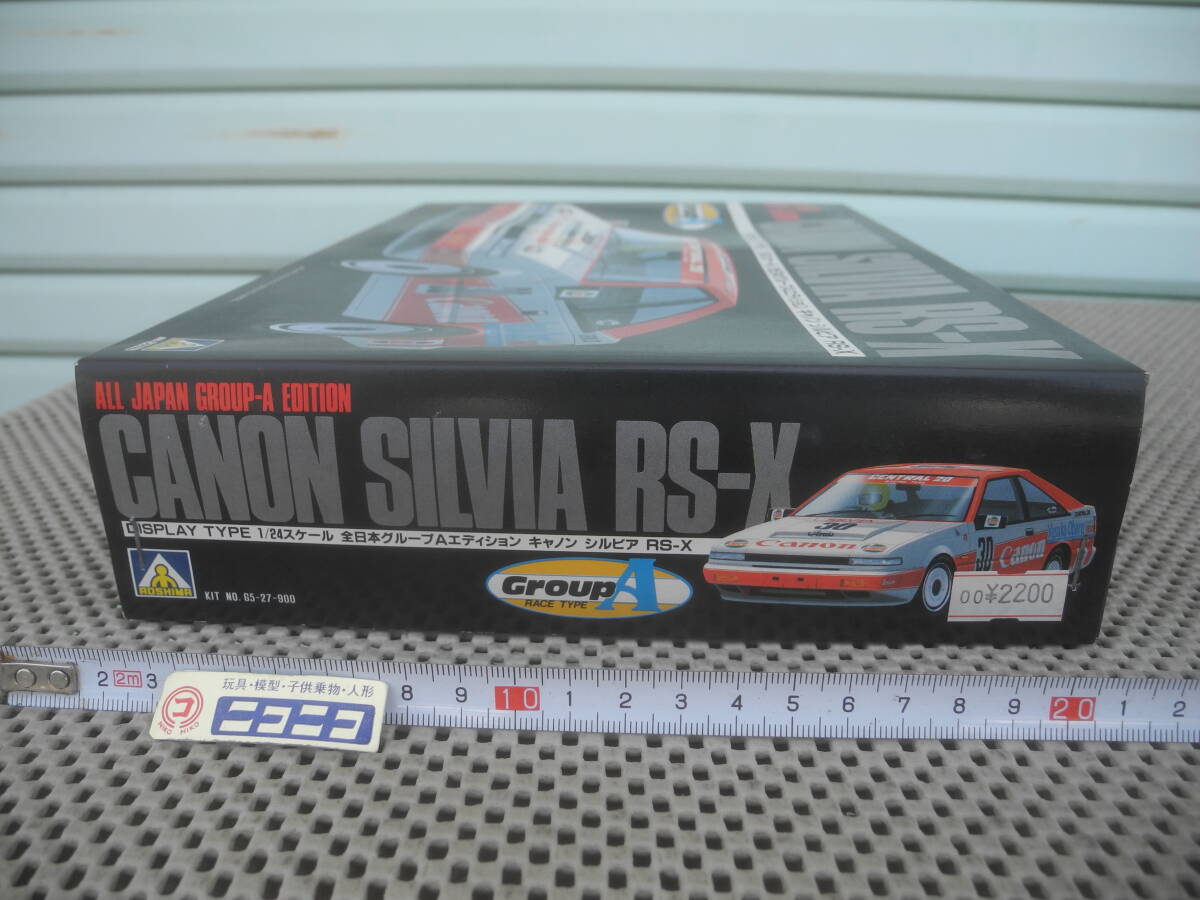 SILVIA RS-X
ALL JAPAN GROUP-A EDITION
CANON SILVIA RS-X
DISPLAY TYPE 1/24スケール 全日本グループAエディション キャノン シルビア RS-X
AOSHIMA
KIT NO. 65-27-900
Group A
RACE TYPE
CENTRAL 20
30
Canon
30
Canon
00¥2200
2 2m 3 8 9 10 1 2 3 4 5 6 7 8 9 20 1 2
玩具・模型・子供乗物・人形
ニコニコ
NIKO NIKO